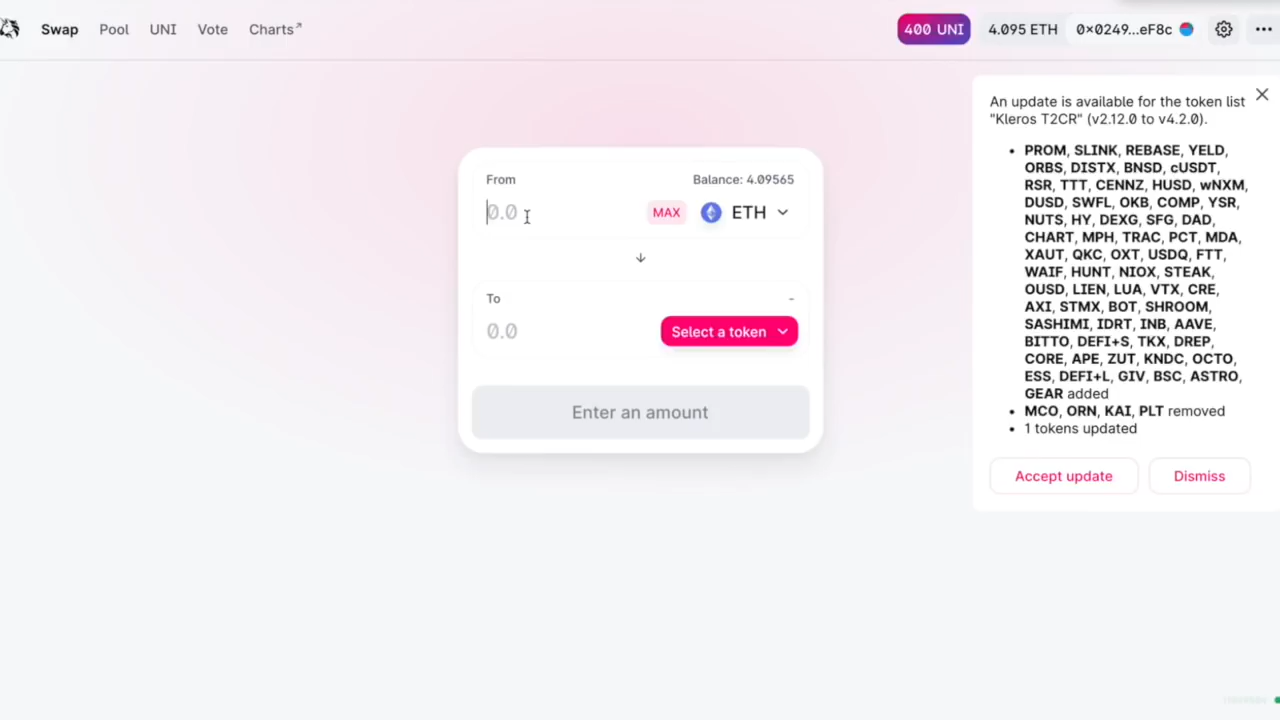 Swap Pool UNI Vote Charts↗ 400 UNI 4.095 ETH 0×0249...eF8c
An update is available for the token list
"Kleros T2CR" (v2.12.0 to v4.2.0).
• PROM, SLINK, REBASE, YELD,
ORBS, DISTX, BNSD, cUSDT,
RSR, TTT, CENNZ, HUSD, wNXM,
DUSD, SWFL, OKB, COMP, YSR,
NUTS, HY, DEXG, SFG, DAD,
CHART, MPH, TRAC, PCT, MDA,
XAUT, QKC, OXT, USDQ, FTT,
WAIF, HUNT, NIOX, STEAK,
OUSD, LIEN, LUA, VTX, CRE,
AXI, STMX, BOT, SHROOM,
SASHIMI, IDRT, INB, AAVE,
BITTO, DEFI+S, TKX, DREP,
CORE, APE, ZUT, KNDC, OCTO,
ESS, DEFI+L, GIV, BSC, ASTRO,
GEAR added
• MCO, ORN, KAI, PLT removed
• 1 tokens updated
Accept update Dismiss
From Balance: 4.09565
0.0 MAX ETH
To -
0.0 Select a token
Enter an amount